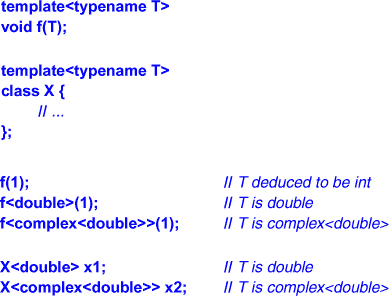 template<typename T>
void f(T);
template<typename T>
class X {
// ...
};
f(1); // T deduced to be int
f<double>(1); // T is double
f<complex<double>>(1); // T is complex<double>
X<double> x1; // T is double
X<complex<double>> x2; // T is complex<double>